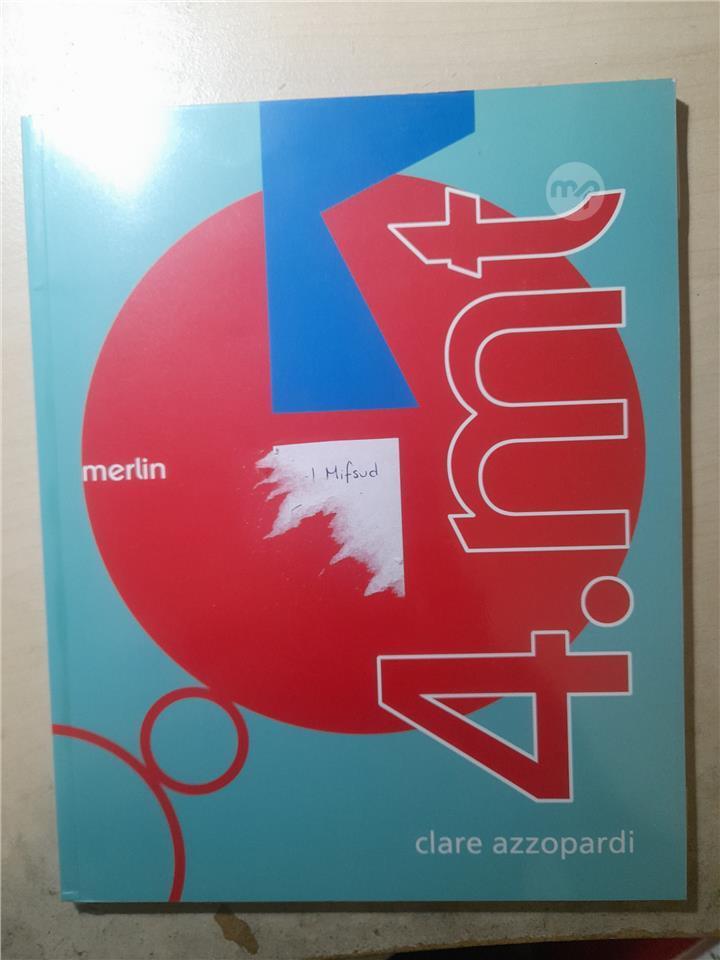 4.mt
merlin
Mifsud
clare azzopardi